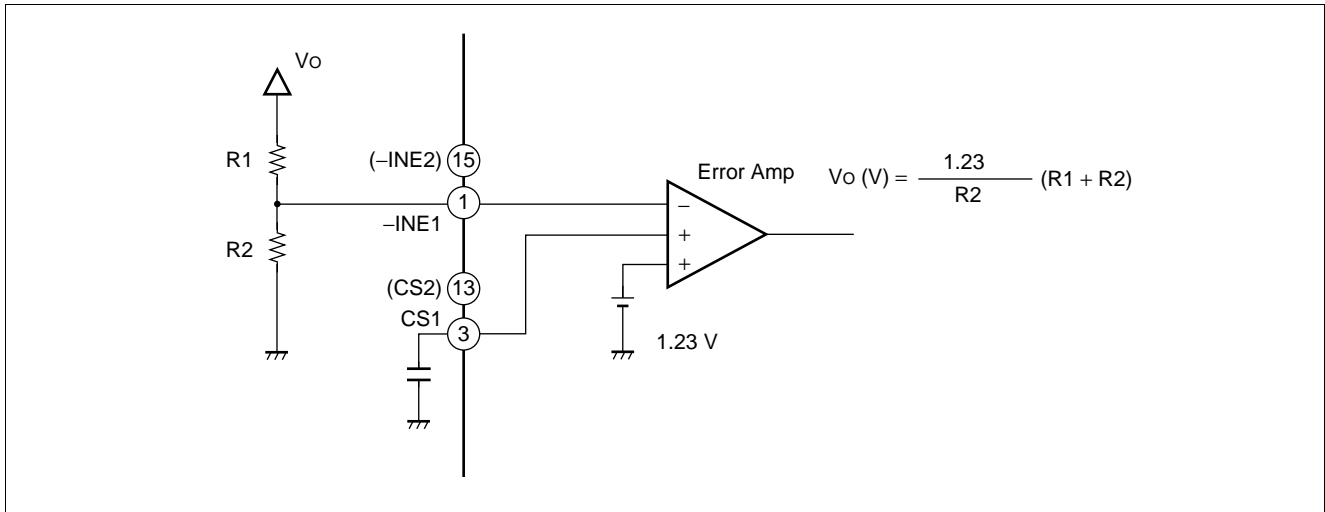 Vo
R1
R2
(−INE2) 15
1
−INE1
(CS2) 13
CS1
3
Error Amp
−
+
+
1.23 V
Vo (V) = 1.23 / R2 (R1 + R2)